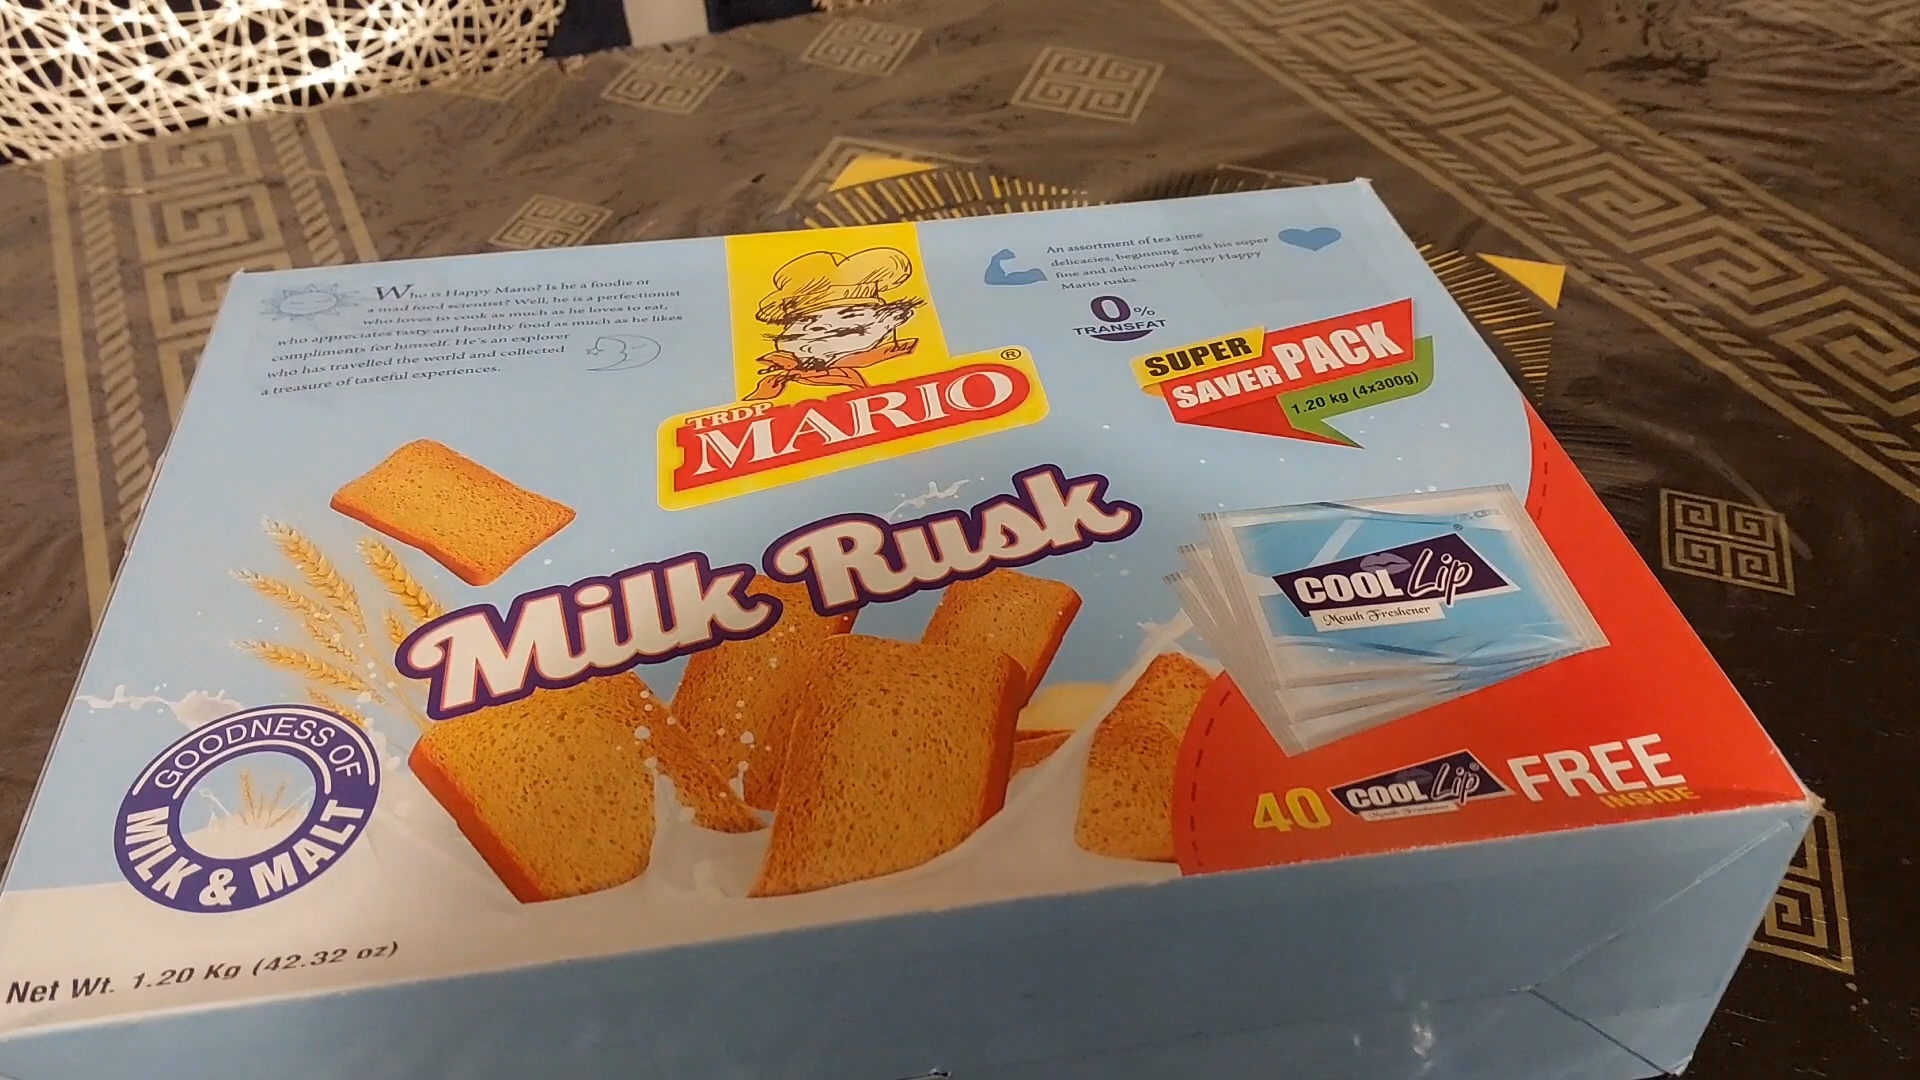 Who is Happy Mario? Is he a foodie or
a mad food scientist? Well, he is a perfectionist
who loves to cook as much as he loves to eat,
who appreciates tasty and healthy food as much as he likes
compliments for himself. He's an explorer
who has travelled the world and collected
a treasure of tasteful experiences.
TRDP
MARIO®
An assortment of tea-time
delicacies, beginning with his super
fine and deliciously crispy Happy
Mario rusks.
0%
TRANSFAT
SUPER
SAVER PACK
1.20 kg (4x300g)
Milk Rusk
COOL Lip®
Mouth Freshener
GOODNESS OF
MILK & MALT
40 COOL Lip® FREE
Mouth Freshener
INSIDE
Net Wt. 1.20 Kg (42.32 oz)